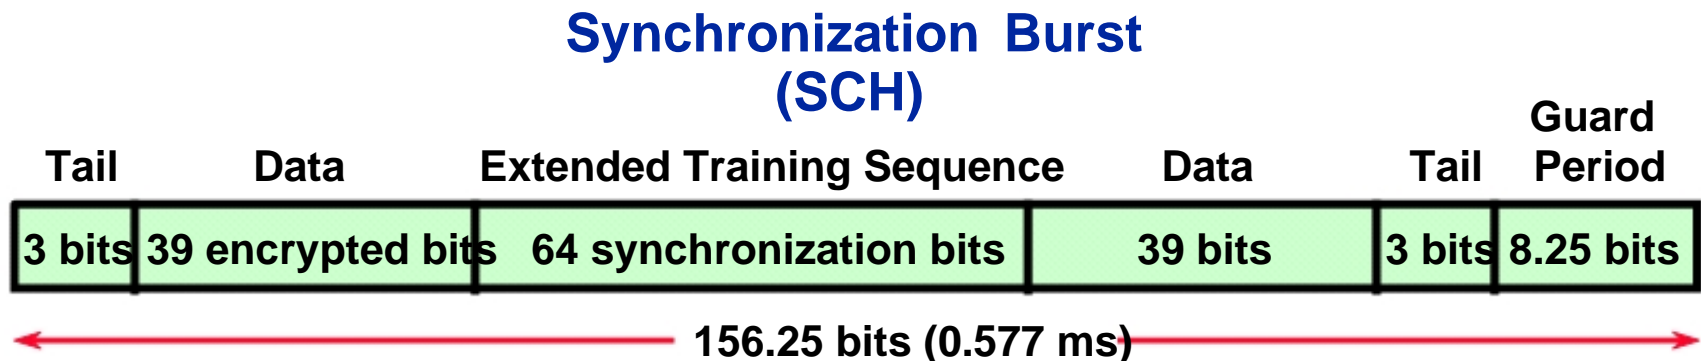 Synchronization Burst
(SCH)
Guard
Tail Data Extended Training Sequence Data Tail Period
3 bits 39 encrypted bits 64 synchronization bits 39 bits 3 bits 8.25 bits
156.25 bits (0.577 ms)